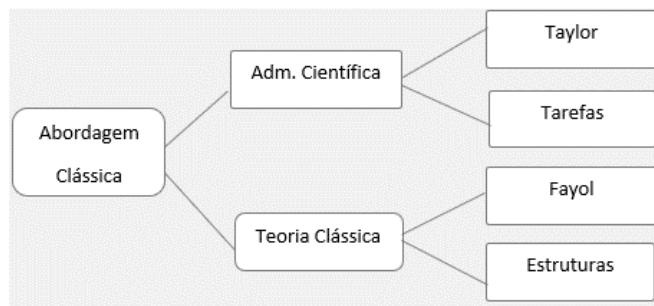 Abordagem
Clássica
Adm. Científica
Taylor
Tarefas
Teoria Clássica
Fayol
Estruturas